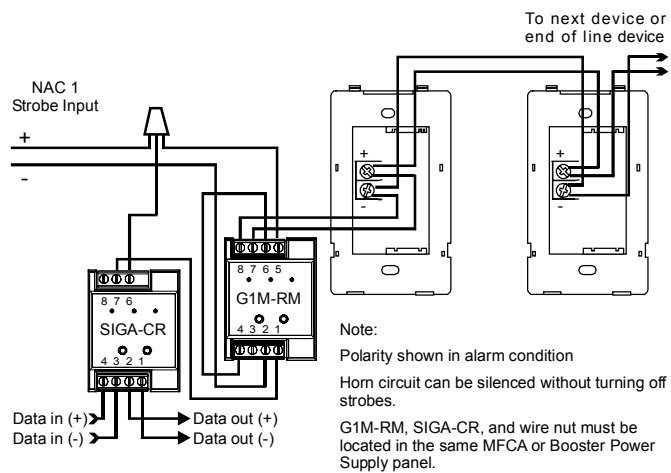 To next device or
end of line device
NAC 1
Strobe Input
+
-
+
-
+
-
8 7 6 5
G1M-RM
4 3 2 1
8 7 6
SIGA-CR
4 3 2 1
Data in (+)
Data out (+)
Data in (-)
Data out (-)
Note:
Polarity shown in alarm condition
Horn circuit can be silenced without turning off
strobes.
G1M-RM, SIGA-CR, and wire nut must be
located in the same MFCA or Booster Power
Supply panel.